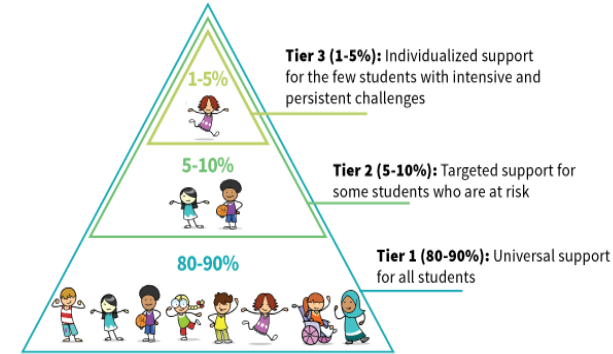 1-5%
Tier 3 (1-5%): Individualized support
for the few students with intensive and
persistent challenges
5-10%
Tier 2 (5-10%): Targeted support for
some students who are at risk
80-90%
Tier 1 (80-90%): Universal support
for all students